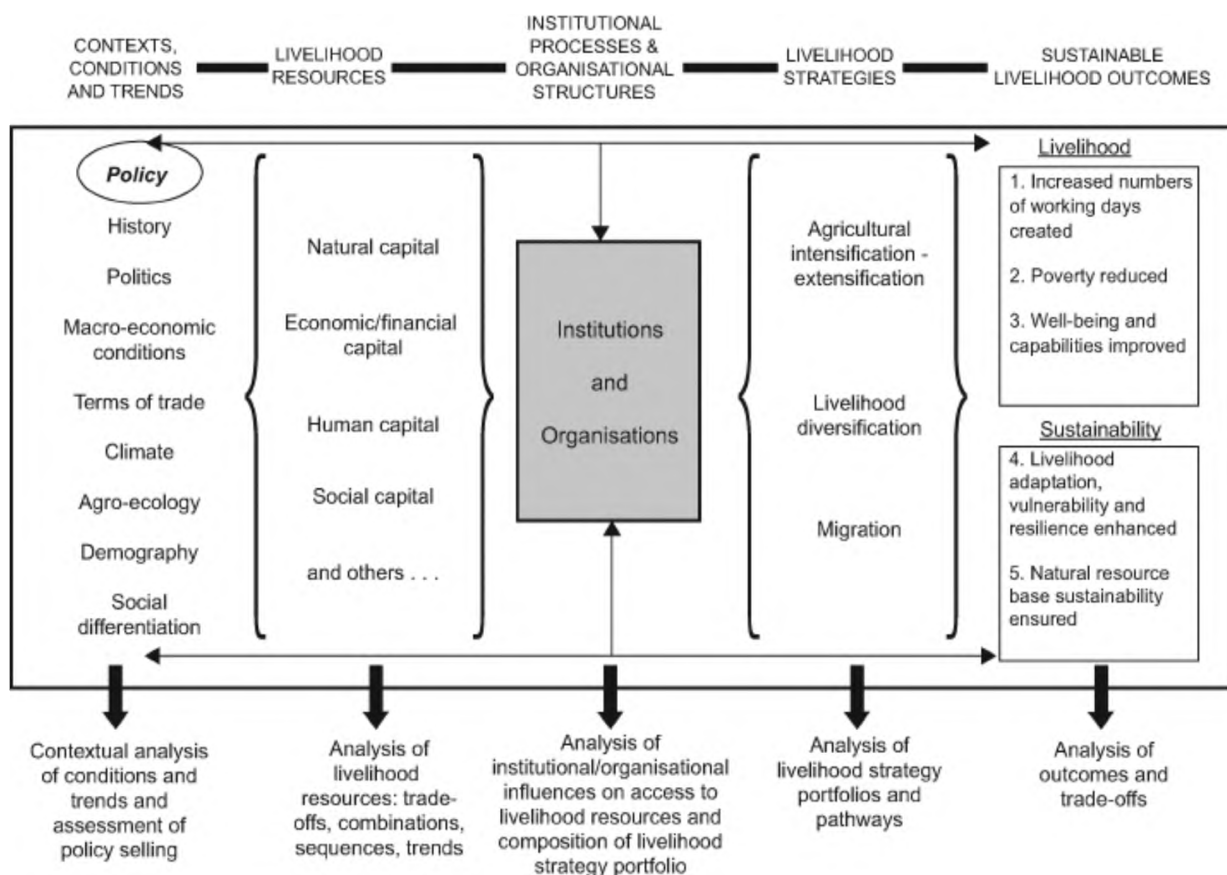 CONTEXTS,
CONDITIONS
AND TRENDS
LIVELIHOOD
RESOURCES
INSTITUTIONAL
PROCESSES &
ORGANISATIONAL
STRUCTURES
LIVELIHOOD
STRATEGIES
SUSTAINABLE
LIVELIHOOD OUTCOMES
Policy
History
Politics
Macro-economic
conditions
Terms of trade
Climate
Agro-ecology
Demography
Social
differentiation
Natural capital
Economic/financial
capital
Human capital
Social capital
and others . . .
Institutions
and
Organisations
Agricultural
intensification -
extensification
Livelihood
diversification
Migration
Livelihood
1. Increased numbers
of working days
created
2. Poverty reduced
3. Well-being and
capabilities improved
Sustainability
4. Livelihood
adaptation,
vulnerability and
resilience enhanced
5. Natural resource
base sustainability
ensured
Contextual analysis
of conditions and
trends and
assessment of
policy selling
Analysis of
livelihood
resources: trade-
offs, combinations,
sequences, trends
Analysis of
institutional/organisational
influences on access to
livelihood resources and
composition of livelihood
strategy portfolio
Analysis of
livelihood strategy
portfolios and
pathways
Analysis of
outcomes and
trade-offs